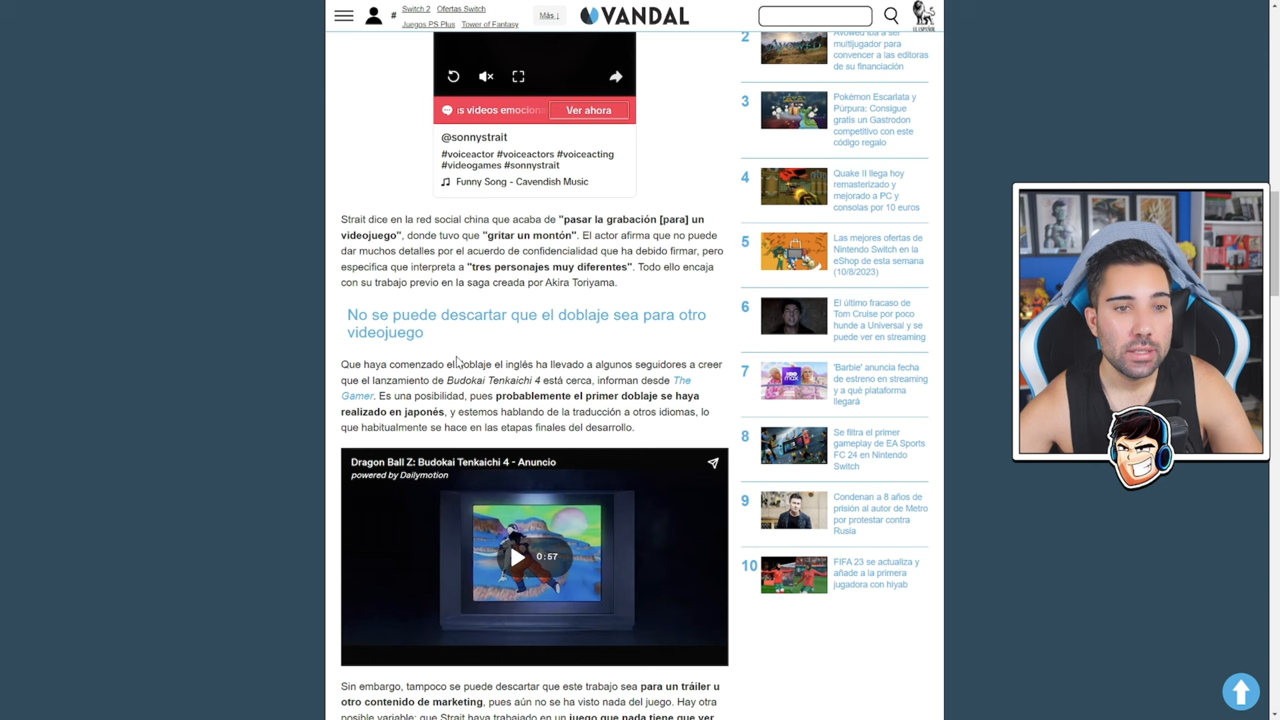 # Switch 2 Ofertas Switch
Juegos PS Plus Tower of Fantasy
Más ↓
VANDAL
EL ESPAÑOL
Ver ahora
@sonnystrait
#voiceactor #voiceactors #voiceacting
#videogames #sonnystrait
Funny Song - Cavendish Music
Strait dice en la red social china que acaba de "pasar la grabación [para] un
videojuego", donde tuvo que "gritar un montón". El actor afirma que no puede
dar muchos detalles por el acuerdo de confidencialidad que ha debido firmar, pero
especifica que interpreta a "tres personajes muy diferentes". Todo ello encaja
con su trabajo previo en la saga creada por Akira Toriyama.
No se puede descartar que el doblaje sea para otro
videojuego
Que haya comenzado el doblaje el inglés ha llevado a algunos seguidores a creer
que el lanzamiento de Budokai Tenkaichi 4 está cerca, informan desde The
Gamer. Es una posibilidad, pues probablemente el primer doblaje se haya
realizado en japonés, y estemos hablando de la traducción a otros idiomas, lo
que habitualmente se hace en las etapas finales del desarrollo.
Dragon Ball Z: Budokai Tenkaichi 4 - Anuncio
powered by Dailymotion
0:57
Sin embargo, tampoco se puede descartar que este trabajo sea para un tráiler u
otro contenido de marketing, pues aún no se ha visto nada del juego. Hay otra
posible variable: que Strait haya trabajado en un juego que nada tiene que ver
2
Avowed iba a ser
multijugador para
convencer a las editoras
de su financiación
3
Pokémon Escarlata y
Púrpura: Consigue
gratis un Gastrodon
competitivo con este
código regalo
4
Quake II llega hoy
remasterizado y
mejorado a PC y
consolas por 10 euros
5
Las mejores ofertas de
Nintendo Switch en la
eShop de esta semana
(10/8/2023)
6
El último fracaso de
Tom Cruise por poco
hunde a Universal y se
puede ver en streaming
7
'Barbie' anuncia fecha
de estreno en streaming
y a qué plataforma
llegará
8
Se filtra el primer
gameplay de EA Sports
FC 24 en Nintendo
Switch
9
Condenan a 8 años de
prisión al autor de Metro
por protestar contra
Rusia
10
FIFA 23 se actualiza y
añade a la primera
jugadora con hiyab